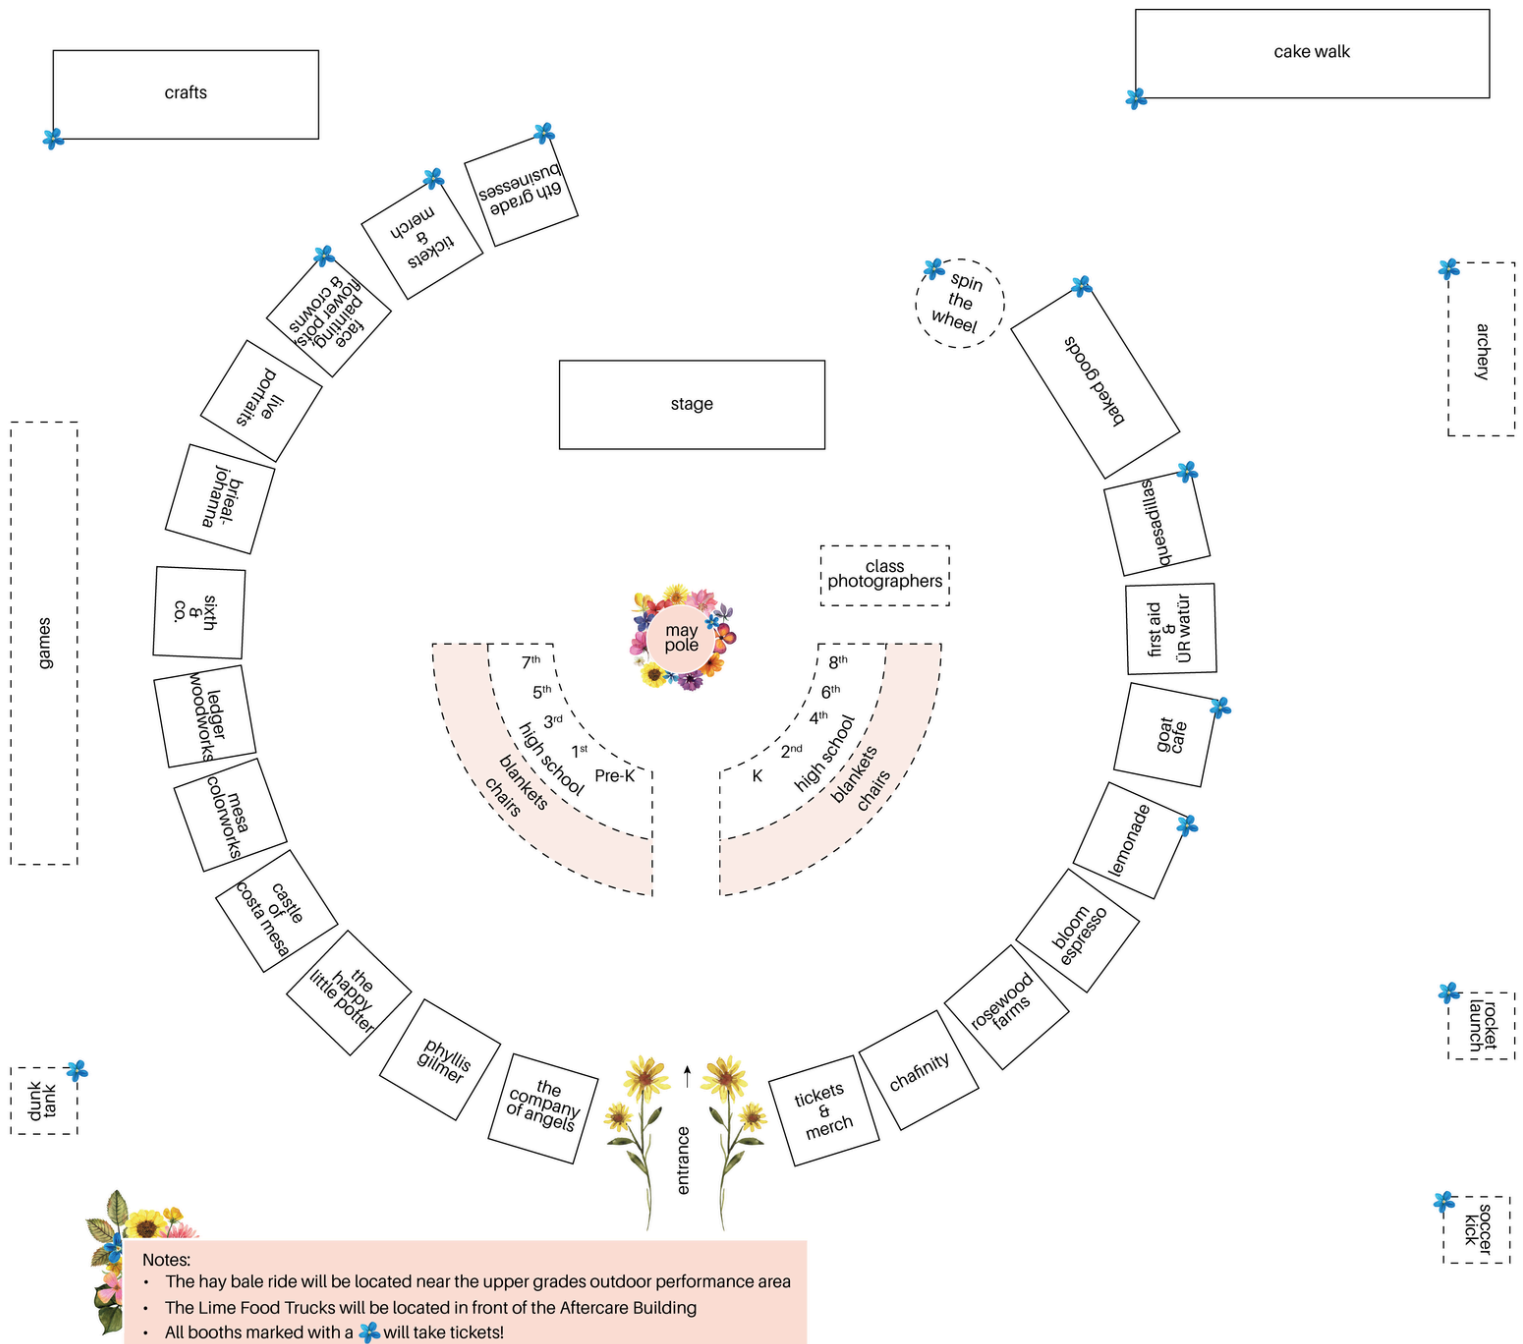 crafts
cake walk
6th grade
businesses
tickets
&
merch
face
painting,
flower pots,
& crowns
live
portraits
brieal-
johanna
sixth
&
co.
ledger
woodworks
mesa
colorworks
castle
of
costa mesa
the
happy
little potter
phyllis
gilmer
the
company
of angels
games
dunk
tank
stage
spin
the
wheel
baked goods
quesadillas
first aid
&
ÜR watür
goat
cafe
lemonade
bloom
espresso
rosewood
farms
chafinity
tickets
&
merch
archery
rocket
launch
soccer
kick
class
photographers
may
pole
7th
5th
3rd
1st
Pre-K
high school
blankets
chairs
8th
6th
4th
2nd
K
high school
blankets
chairs
entrance
Notes:
• The hay bale ride will be located near the upper grades outdoor performance area
• The Lime Food Trucks will be located in front of the Aftercare Building
• All booths marked with a will take tickets!